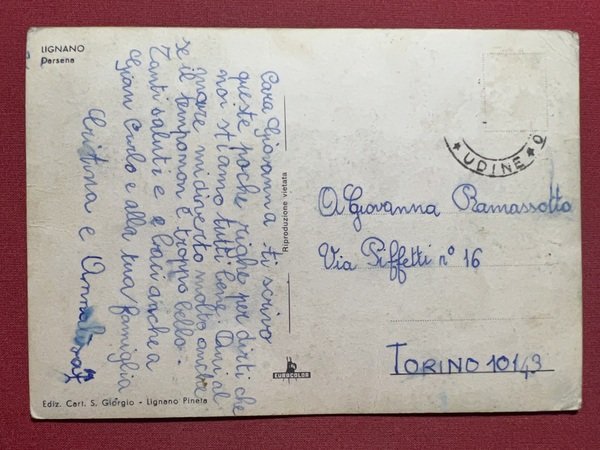 LIGNANO
Darsena
Cara Giovanna ti scrivo
queste poche righe per dirti che
noi stiamo tutti bene. Qui al
mare mi diverto molto anche
se il tempo non è troppo bello.
Tanti saluti e baci anche a
Gian Carlo e alla tua famiglia
Cristina e
Riproduzione vietata
EUROCOLOR
Ediz. Cart. S. Giorgio - Lignano Pineta
* UDINE *
A Giovanna Ramassotto
Via Piffetti n° 16
TORINO 10143